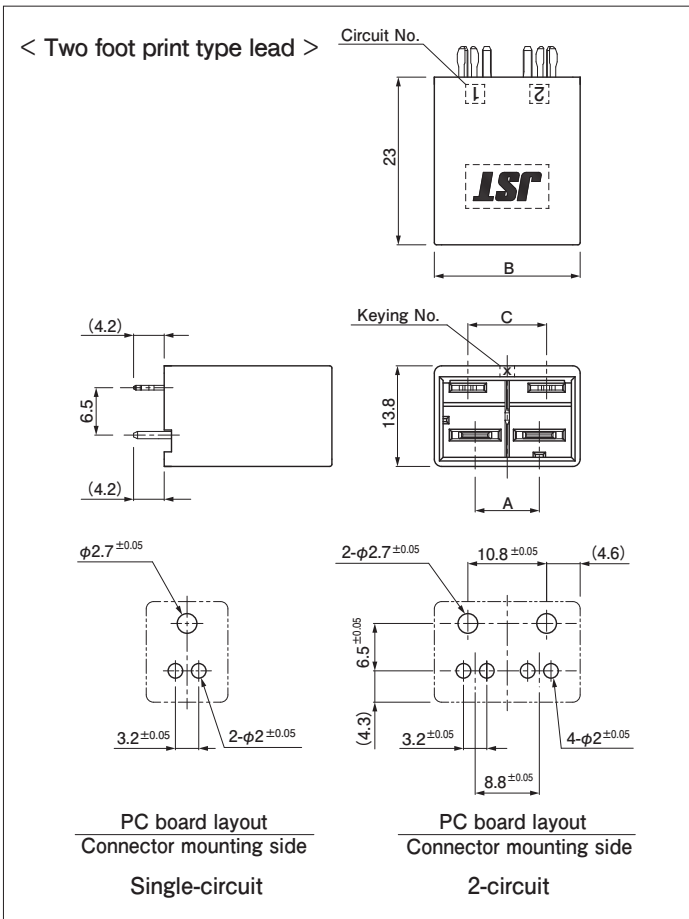 < Two foot print type lead >
Circuit No.
1
2
23
JST
B
(4.2)
6.5
(4.2)
Keying No.
C
X
13.8
A
φ2.7±0.05
3.2±0.05
2-φ2±0.05
2-φ2.7±0.05
10.8±0.05
(4.6)
6.5±0.05
(4.3)
3.2±0.05
4-φ2±0.05
8.8±0.05
PC board layout
Connector mounting side
Single-circuit
PC board layout
Connector mounting side
2-circuit